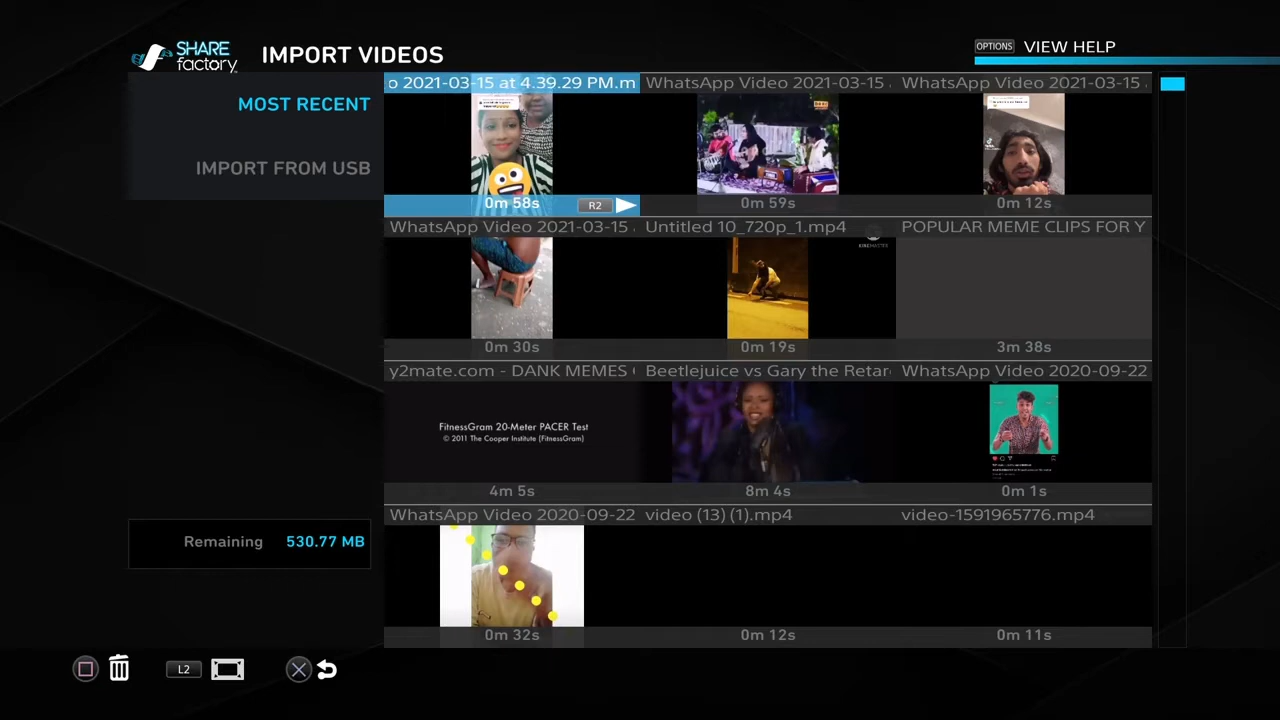 SHARE factory
IMPORT VIDEOS
OPTIONS VIEW HELP
MOST RECENT
IMPORT FROM USB
o 2021-03-15 at 4.39.29 PM.m
WhatsApp Video 2021-03-15
WhatsApp Video 2021-03-15
0m 58s R2
0m 59s
0m 12s
WhatsApp Video 2021-03-15
Untitled 10_720p_1.mp4
POPULAR MEME CLIPS FOR Y
KINEMASTER
0m 30s
0m 19s
3m 38s
y2mate.com - DANK MEMES
Beetlejuice vs Gary the Retar
WhatsApp Video 2020-09-22
FitnessGram 20-Meter PACER Test
© 2011 The Cooper Institute (FitnessGram)
4m 5s
8m 4s
0m 1s
WhatsApp Video 2020-09-22
video (13) (1).mp4
video-1591965776.mp4
0m 32s
0m 12s
0m 11s
Remaining 530.77 MB
L2